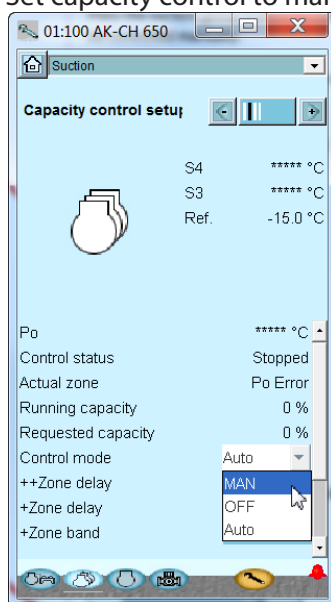 Set capacity control to
01:100 AK-CH 650
Suction
Capacity control setup
S4 ***** °C
S3 ***** °C
Ref. -15.0 °C
Po ***** °C
Control status Stopped
Actual zone Po Error
Running capacity 0 %
Requested capacity 0 %
Control mode Auto
++Zone delay MAN
+Zone delay OFF
+Zone band Auto